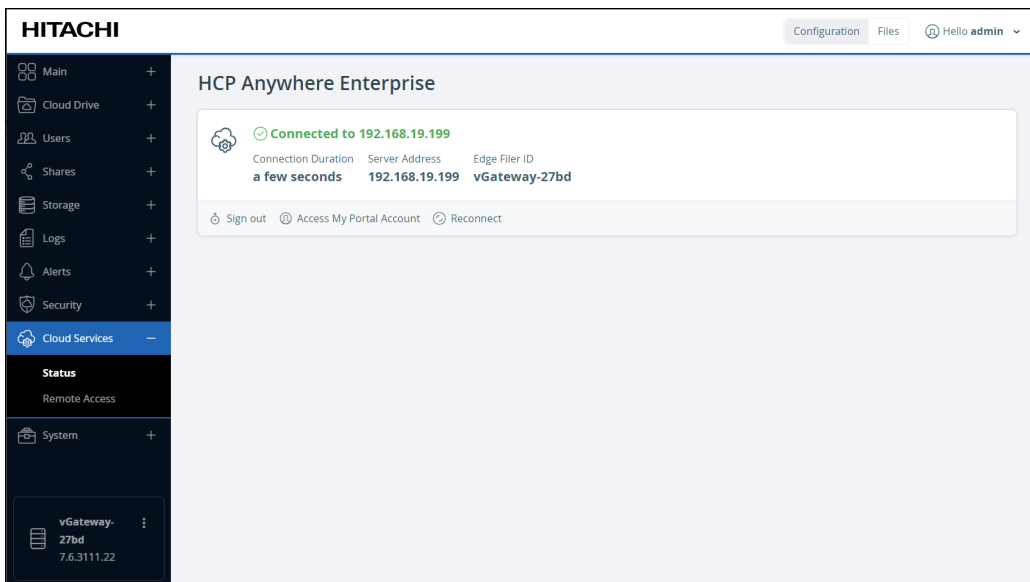 HITACHI
Configuration Files Hello admin
Main
Cloud Drive
Users
Shares
Storage
Logs
Alerts
Security
Cloud Services
Status
Remote Access
System
vGateway-
27bd
7.6.3111.22
HCP Anywhere Enterprise
Connected to 192.168.19.199
Connection Duration Server Address Edge Filer ID
a few seconds 192.168.19.199 vGateway-27bd
Sign out Access My Portal Account Reconnect